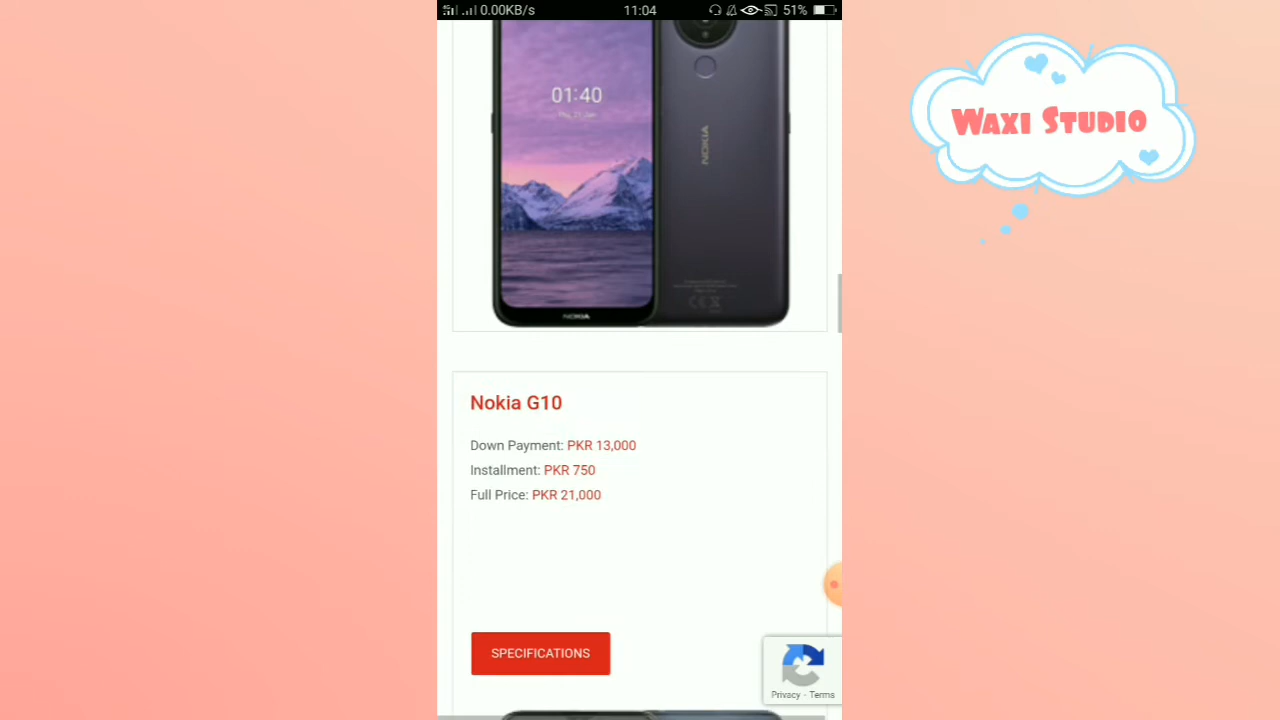 0.00KB/s 11:04 51%
01:40
NOKIA
NOKIA
Waxi Studio
Nokia G10
Down Payment: PKR 13,000
Installment: PKR 750
Full Price: PKR 21,000
SPECIFICATIONS
Privacy - Terms